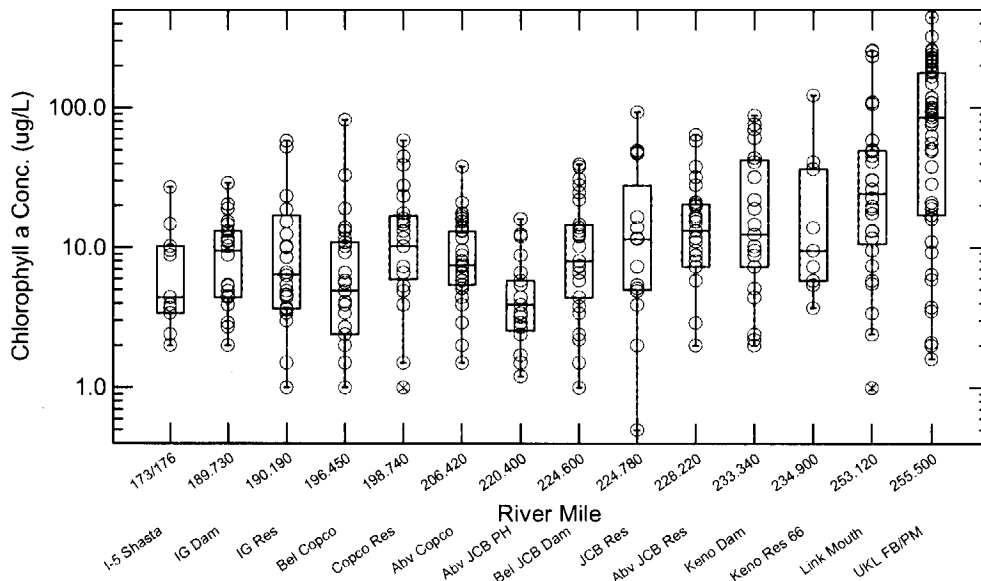 Chlorophyll a Conc. (ug/L)
100.0
10.0
1.0
173/176
189.730
190.190
196.450
198.740
206.420
220.400
224.600
224.780
228.220
233.340
234.900
253.120
255.500
River Mile
I-5 Shasta
IG Dam
IG Res
Bel Copco
Copco Res
Abv Copco
Abv JCB PH
Bel JCB Dam
JCB Res
Abv JCB Res
Keno Dam
Keno Res 66
Link Mouth
UKL FB/PM